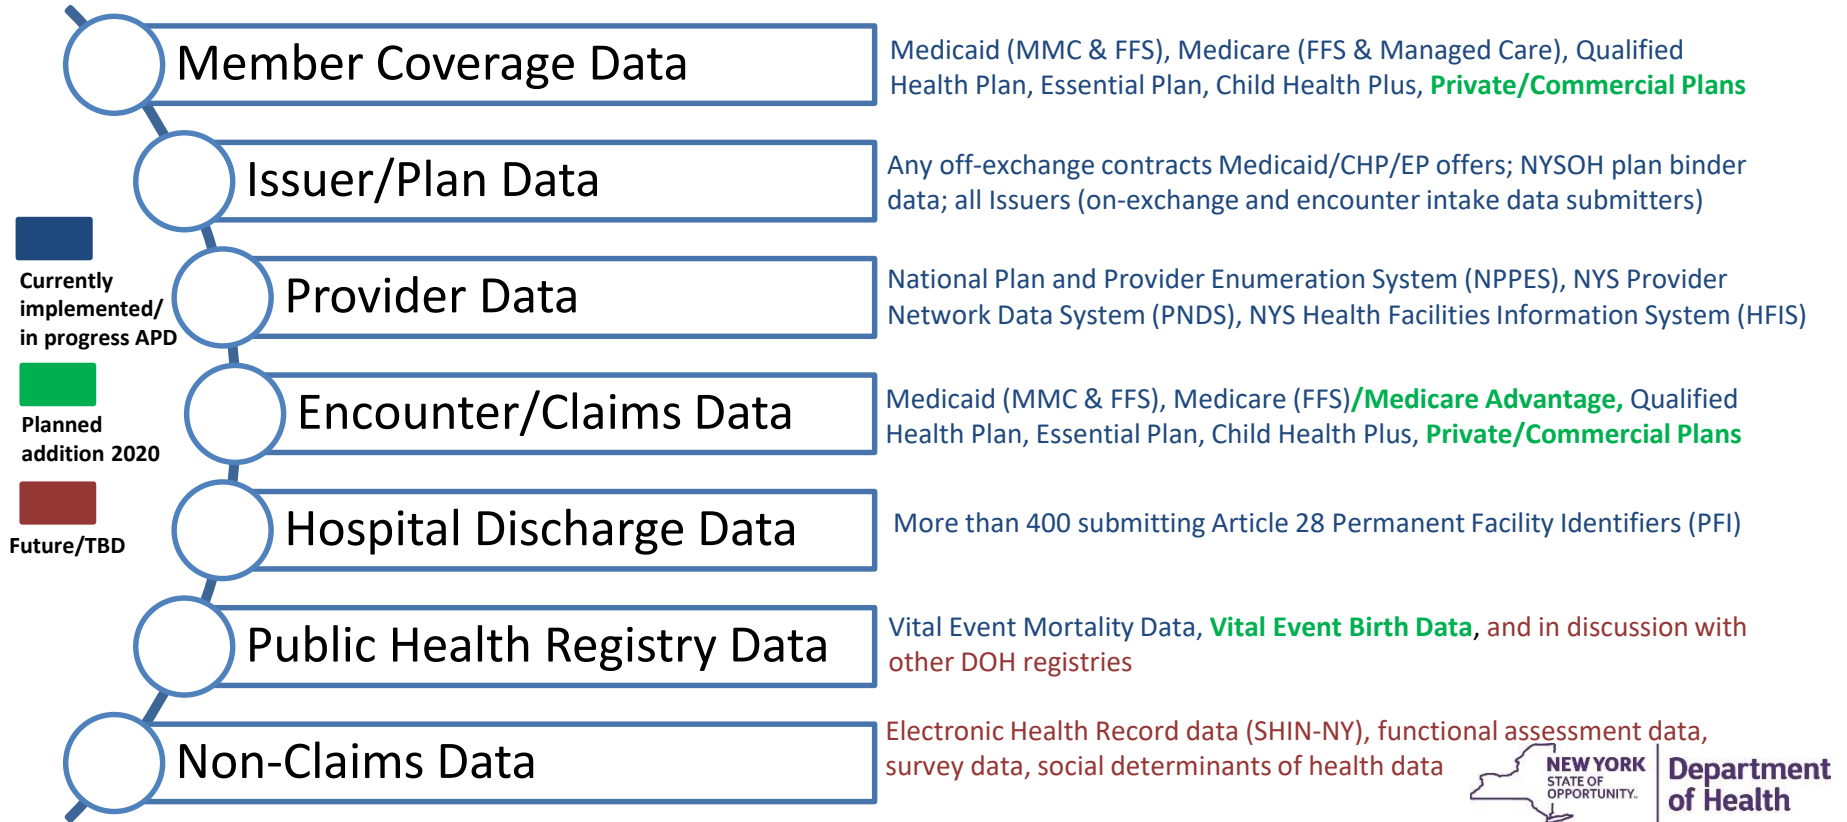 Member Coverage Data
Medicaid (MMC & FFS), Medicare (FFS & Managed Care), Qualified
Health Plan, Essential Plan, Child Health Plus, Private/Commercial Plans
Issuer/Plan Data
Any off-exchange contracts Medicaid/CHP/EP offers; NYSOH plan binder
data; all Issuers (on-exchange and encounter intake data submitters)
Currently
implemented/
in progress APD
Provider Data
National Plan and Provider Enumeration System (NPPES), NYS Provider
Network Data System (PNDS), NYS Health Facilities Information System (HFIS)
Planned
addition 2020
Encounter/Claims Data
Medicaid (MMC & FFS), Medicare (FFS)/Medicare Advantage, Qualified
Health Plan, Essential Plan, Child Health Plus, Private/Commercial Plans
Future/TBD
Hospital Discharge Data
More than 400 submitting Article 28 Permanent Facility Identifiers (PFI)
Public Health Registry Data
Vital Event Mortality Data, Vital Event Birth Data, and in discussion with
other DOH registries
Non-Claims Data
Electronic Health Record data (SHIN-NY), functional assessment data,
survey data, social determinants of health data
NEW YORK
STATE OF
OPPORTUNITY.
Department
of Health